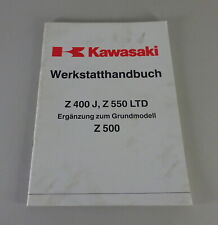 Kawasaki
Werkstatthandbuch
Z 400 J, Z 550 LTD
Ergänzung zum Grundmodell
Z 500